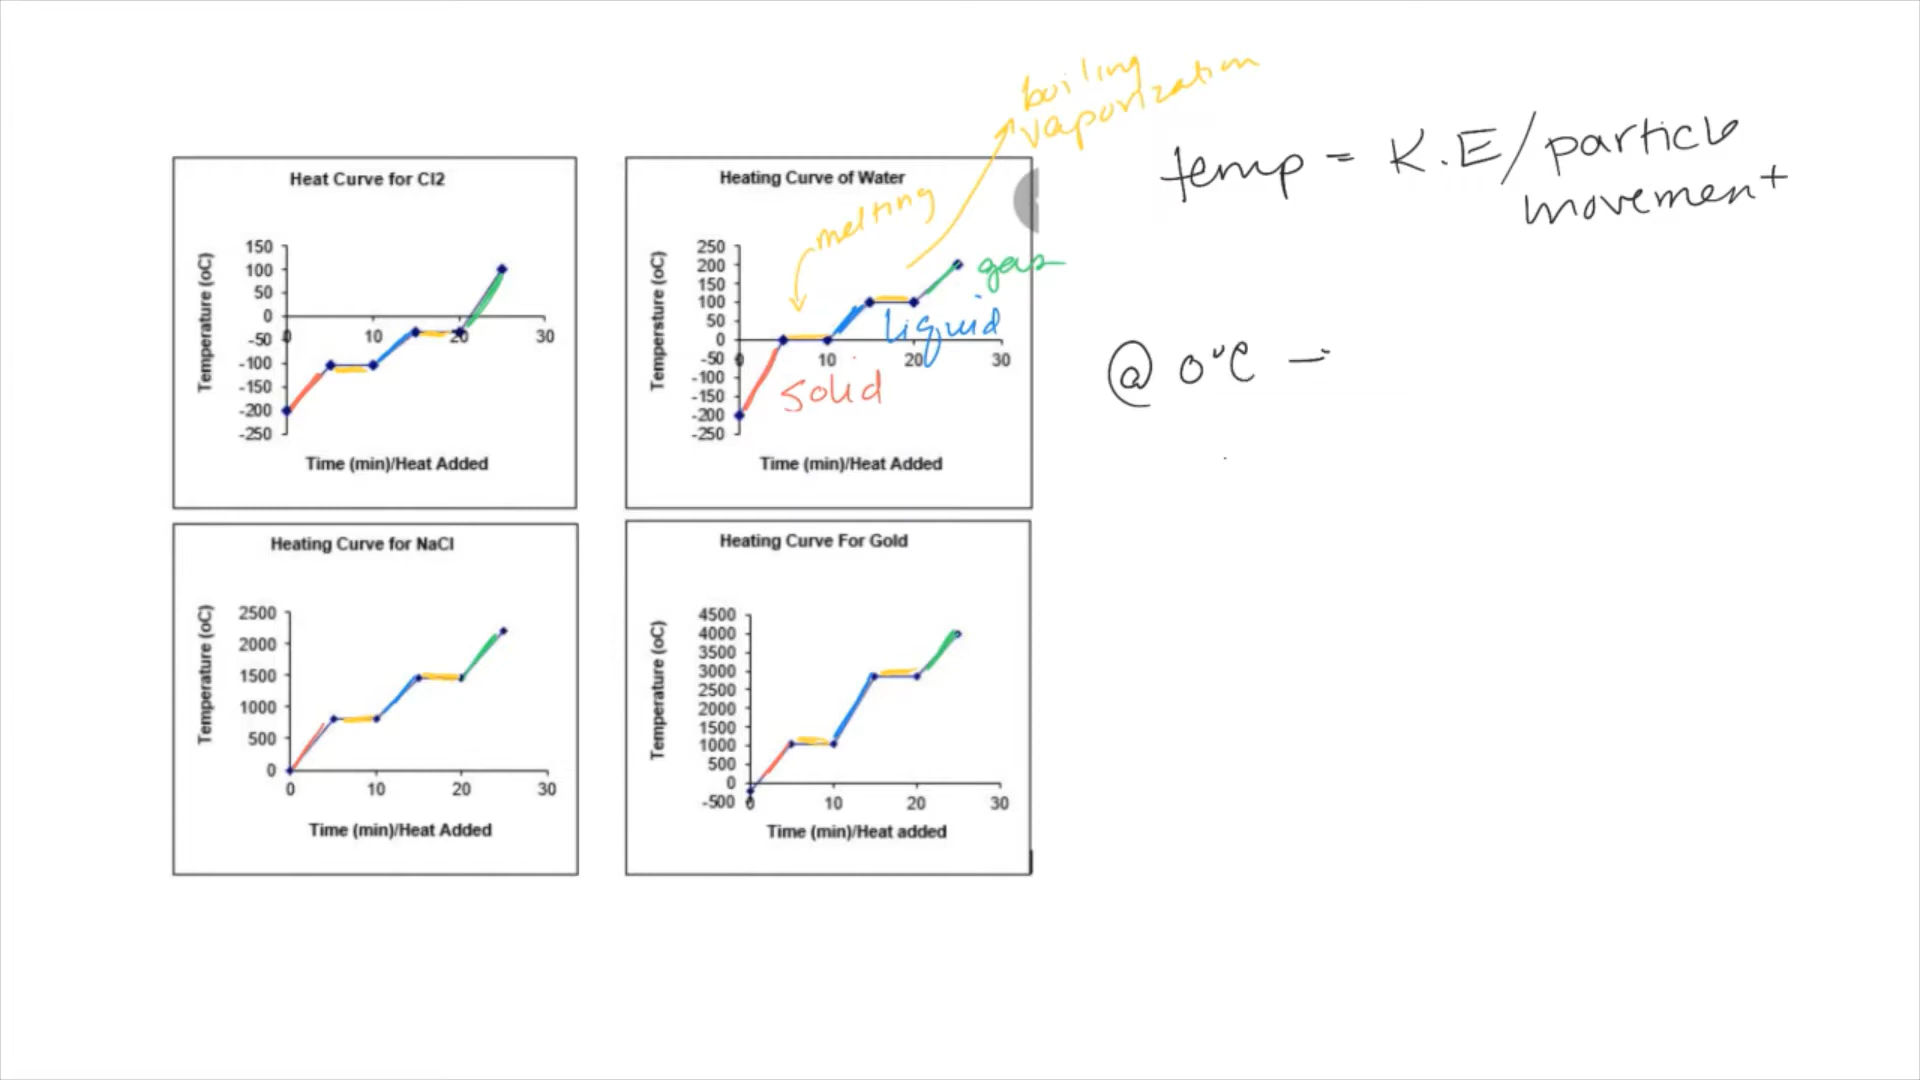 boiling
vaporization
temp = K.E/particle
movement
Heat Curve for Cl2
150
100
50
0
-50
-100
-150
-200
-250
0
10
20
30
Temperature (oC)
Time (min)/Heat Added
Heating Curve of Water
melting
250
200
150
100
50
0
-50
-100
-150
-200
-250
0
10
20
30
gas
liquid
solid
Temperature (oC)
Time (min)/Heat Added
@ 0°C –
Heating Curve for NaCl
2500
2000
1500
1000
500
0
0
10
20
30
Temperature (oC)
Time (min)/Heat Added
Heating Curve For Gold
4500
4000
3500
3000
2500
2000
1500
1000
500
0
-500
0
10
20
30
Temperature (oC)
Time (min)/Heat added